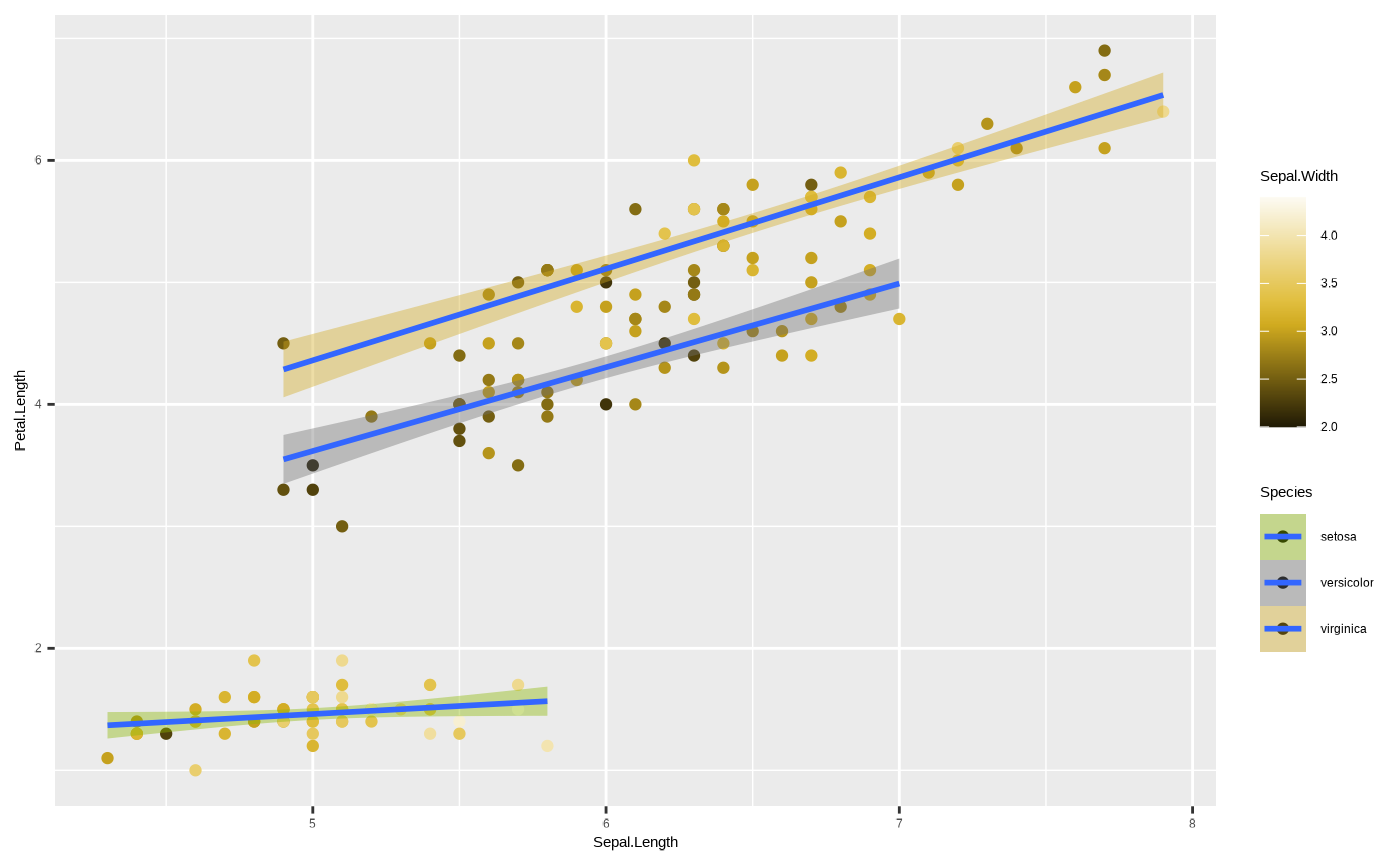 6
4
2
Petal.Length
5
6
7
8
Sepal.Length
Sepal.Width
4.0
3.5
3.0
2.5
2.0
Species
setosa
versicolor
virginica